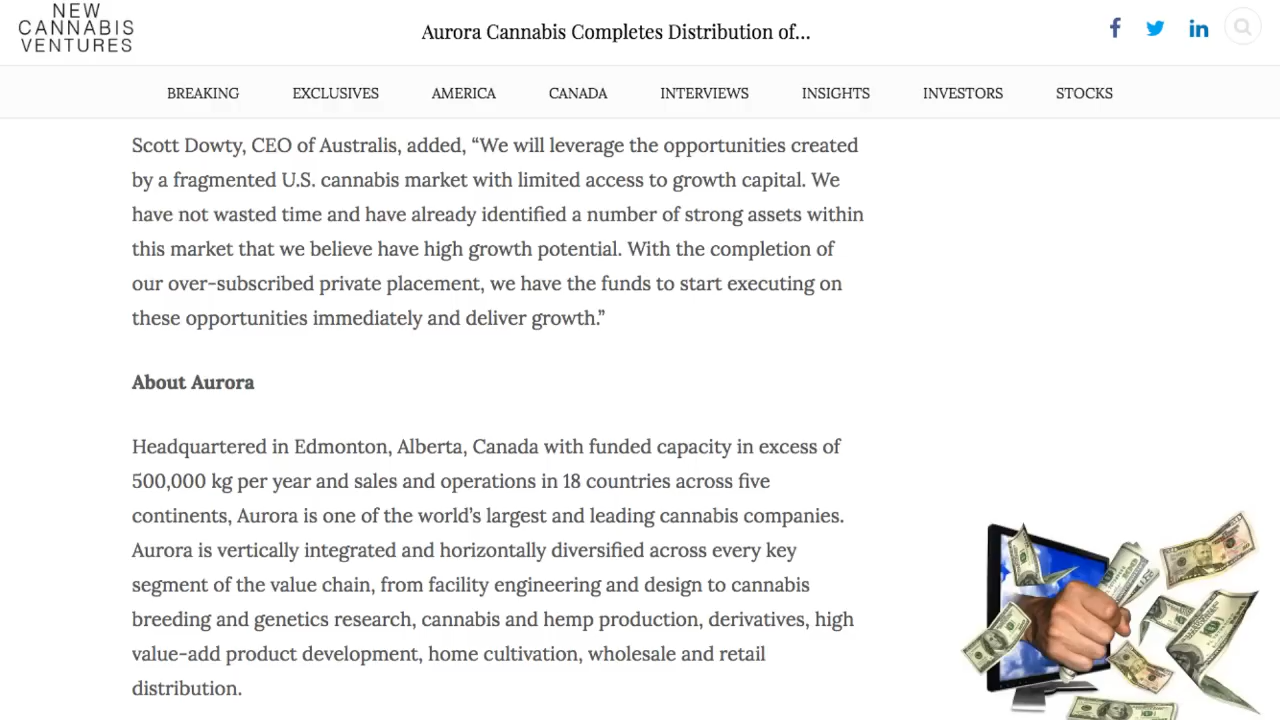 NEW
CANNABIS
VENTURES
Aurora Cannabis Completes Distribution of...
BREAKING EXCLUSIVES AMERICA CANADA INTERVIEWS INSIGHTS INVESTORS STOCKS
Scott Dowty, CEO of Australis, added, “We will leverage the opportunities created
by a fragmented U.S. cannabis market with limited access to growth capital. We
have not wasted time and have already identified a number of strong assets within
this market that we believe have high growth potential. With the completion of
our over-subscribed private placement, we have the funds to start executing on
these opportunities immediately and deliver growth.”
About Aurora
Headquartered in Edmonton, Alberta, Canada with funded capacity in excess of
500,000 kg per year and sales and operations in 18 countries across five
continents, Aurora is one of the world’s largest and leading cannabis companies.
Aurora is vertically integrated and horizontally diversified across every key
segment of the value chain, from facility engineering and design to cannabis
breeding and genetics research, cannabis and hemp production, derivatives, high
value-add product development, home cultivation, wholesale and retail
distribution.